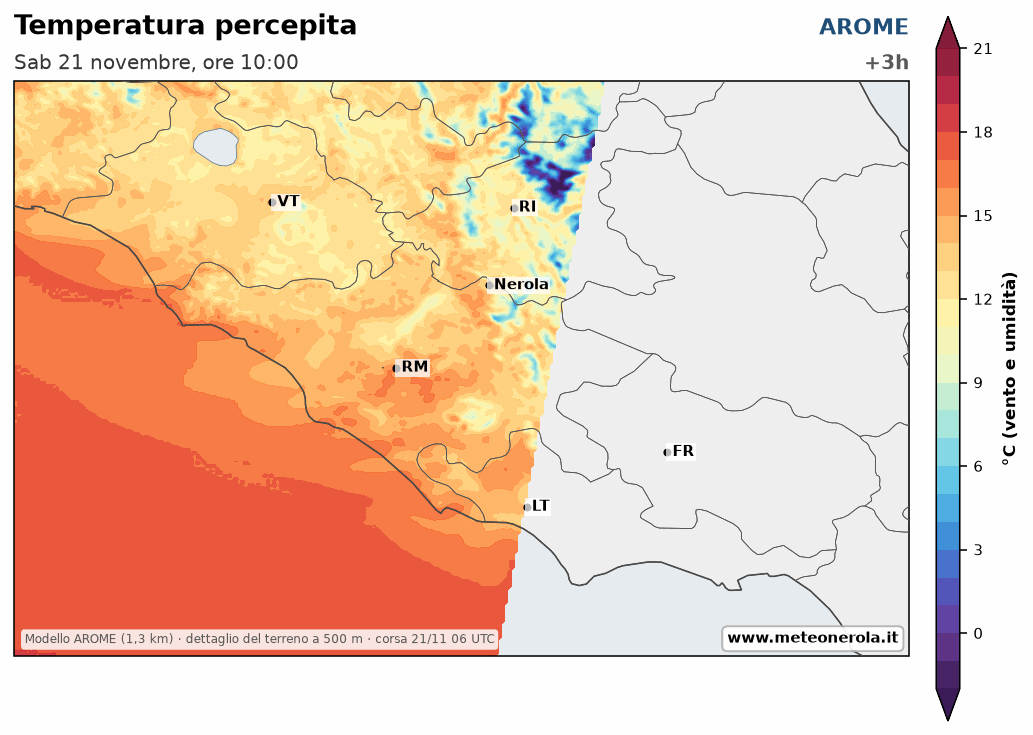 Temperatura percepita
AROME
Sab 21 novembre, ore 10:00
+3h
VT
RI
Nerola
RM
FR
LT
Modello AROME (1,3 km) · dettaglio del terreno a 500 m · corsa 21/11 06 UTC
www.meteonerola.it
21
18
15
12
9
6
3
0
°C (vento e umidità)